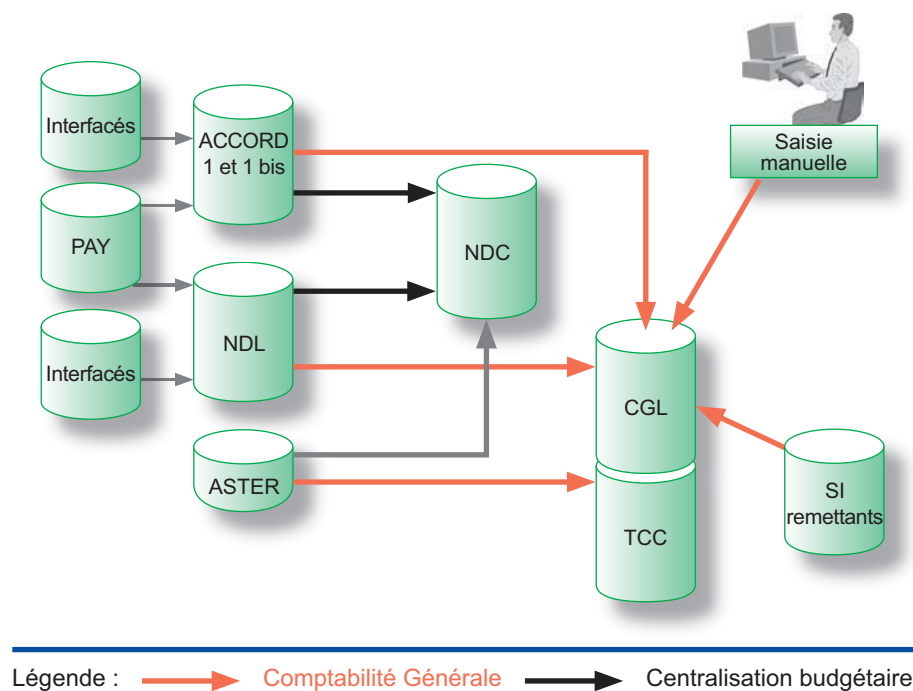 Interfacés
ACCORD
1 et 1 bis
Saisie
manuelle
PAY
NDC
NDL
Interfacés
CGL
ASTER
SI
remettants
TCC
Légende : Comptabilité Générale Centralisation budgétaire